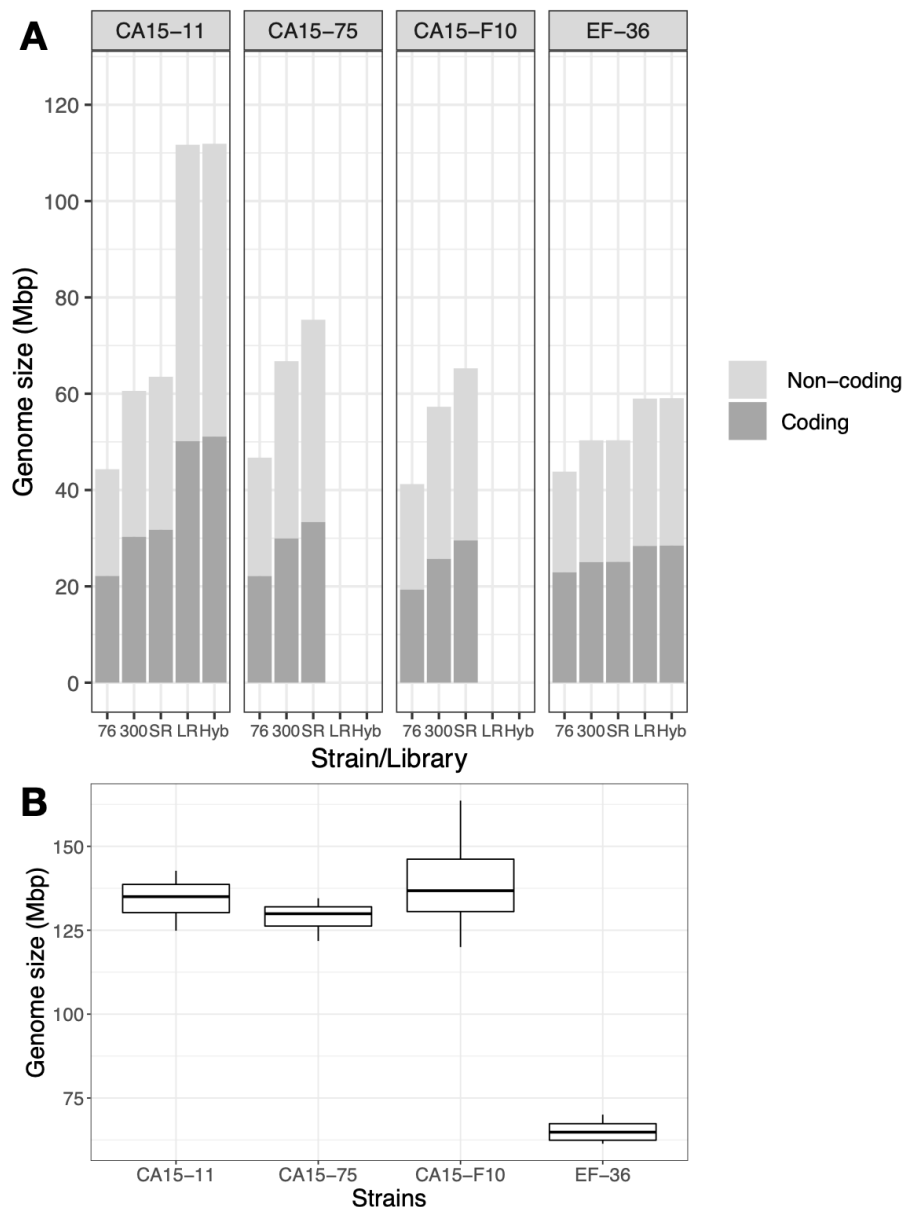 A
CA15−11 CA15−75 CA15−F10 EF−36
120
100
80
60
40
20
0
Genome size (Mbp)
Non−coding
Coding
76 300 SR LR Hyb 76 300 SR LR Hyb 76 300 SR LR Hyb 76 300 SR LR Hyb
Strain/Library
B
150
125
100
75
Genome size (Mbp)
CA15−11 CA15−75 CA15−F10 EF−36
Strains